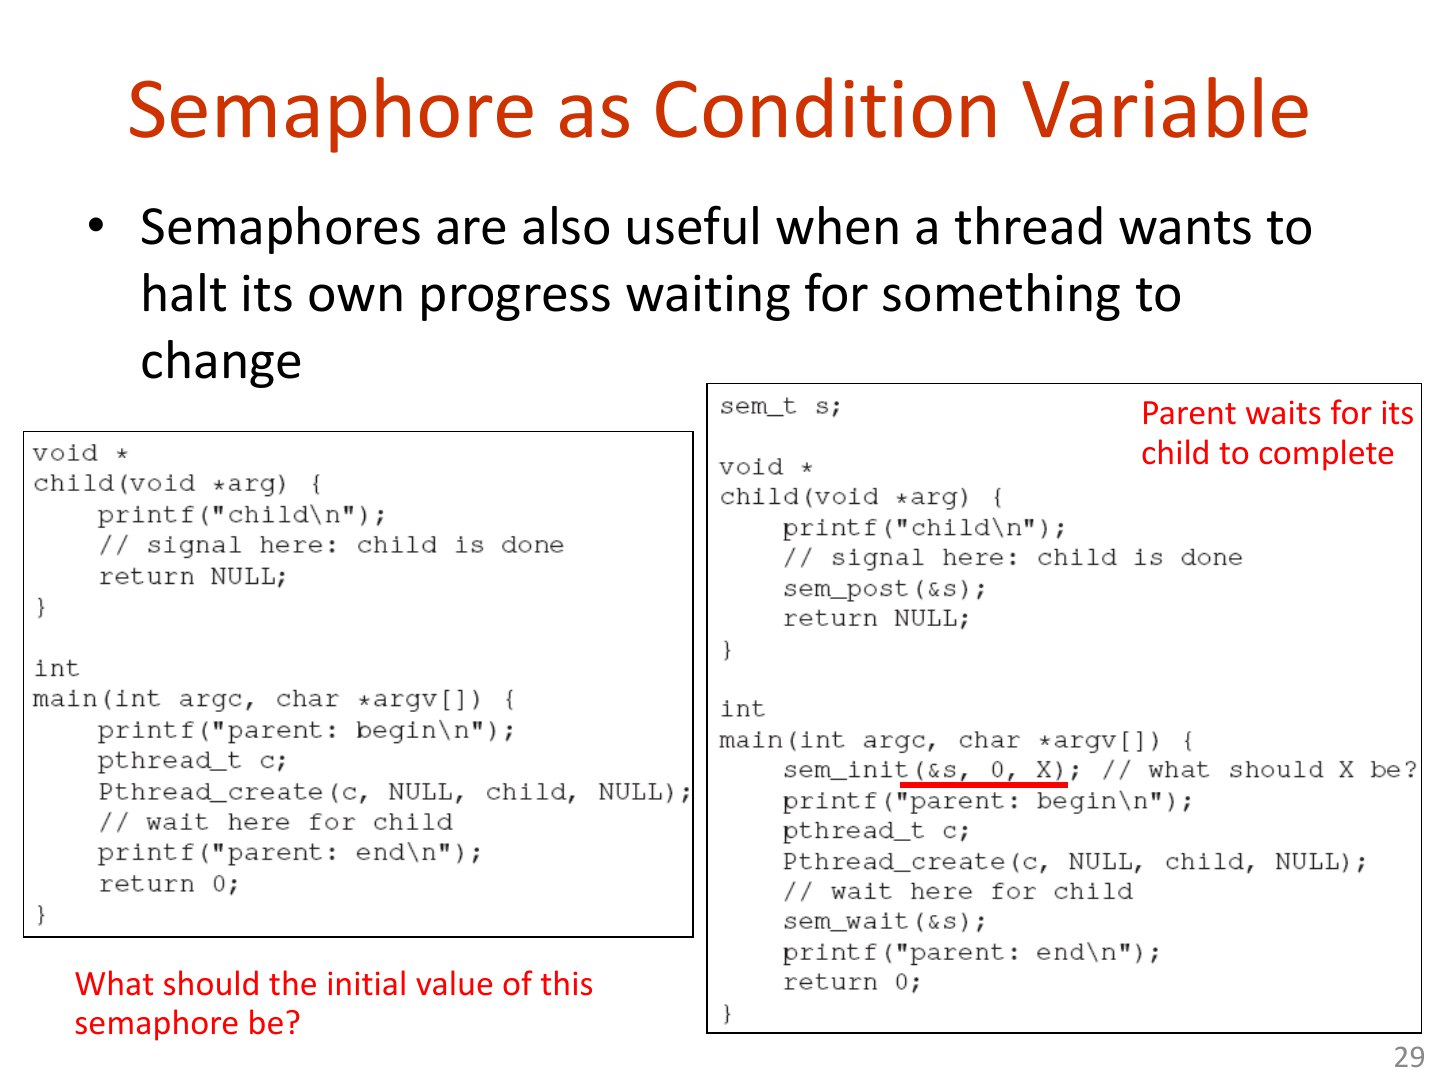 Semaphore as Condition Variable
• Semaphores are also useful when a thread wants to
halt its own progress waiting for something to
change
void *
child(void *arg) {
    printf("child\n");
    // signal here: child is done
    return NULL;
}

int
main(int argc, char *argv[]) {
    printf("parent: begin\n");
    pthread_t c;
    Pthread_create(c, NULL, child, NULL);
    // wait here for child
    printf("parent: end\n");
    return 0;
}
What should the initial value of this
semaphore be?
Parent waits for its
child to complete
sem_t s;

void *
child(void *arg) {
    printf("child\n");
    // signal here: child is done
    sem_post(&s);
    return NULL;
}

int
main(int argc, char *argv[]) {
    sem_init(&s, 0, X); // what should X be?
    printf("parent: begin\n");
    pthread_t c;
    Pthread_create(c, NULL, child, NULL);
    // wait here for child
    sem_wait(&s);
    printf("parent: end\n");
    return 0;
}
29